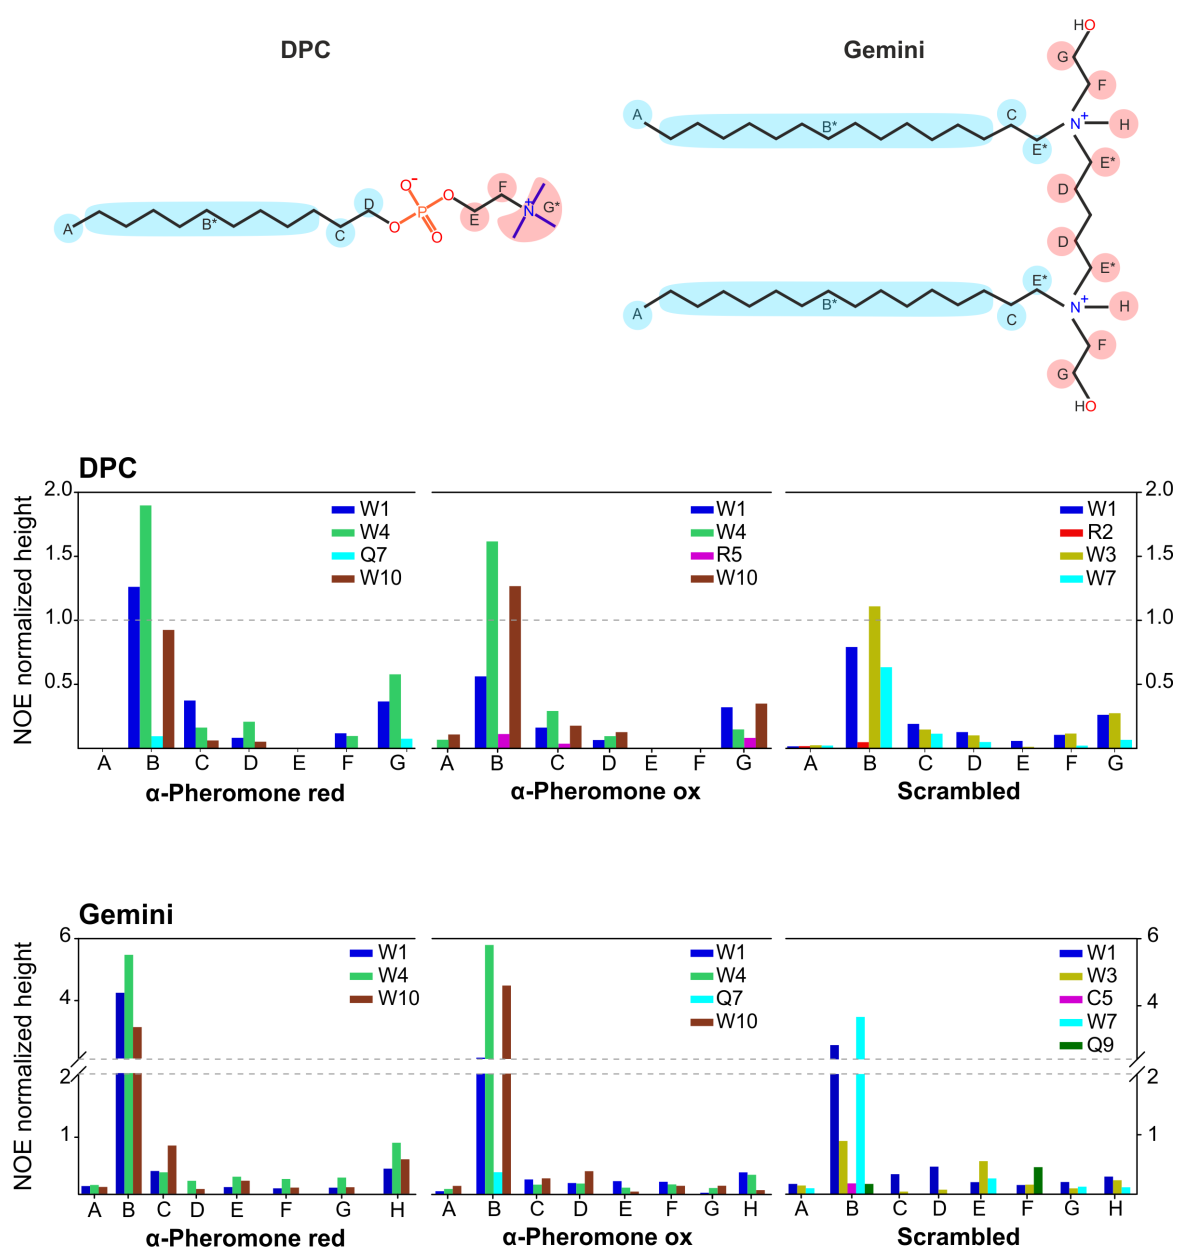 DPC
Gemini
HO
G
F
A
B*
C
E*
N+
H
E*
D
O-
O
F
D
P
N+
G*
E
A
B*
C
O
O
D
E*
E*
A
B*
C
N+
H
F
G
HO
DPC
NOE normalized height
2.0
1.5
1.0
0.5
W1
W4
Q7
W10
A B C D E F G
α-Pheromone red
W1
W4
R5
W10
A B C D E F G
α-Pheromone ox
W1
R2
W3
W7
2.0
1.5
1.0
0.5
A B C D E F G
Scrambled
Gemini
NOE normalized height
6
4
2
1
W1
W4
W10
A B C D E F G H
α-Pheromone red
W1
W4
Q7
W10
A B C D E F G H
α-Pheromone ox
W1
W3
C5
W7
Q9
6
4
2
1
A B C D E F G H
Scrambled